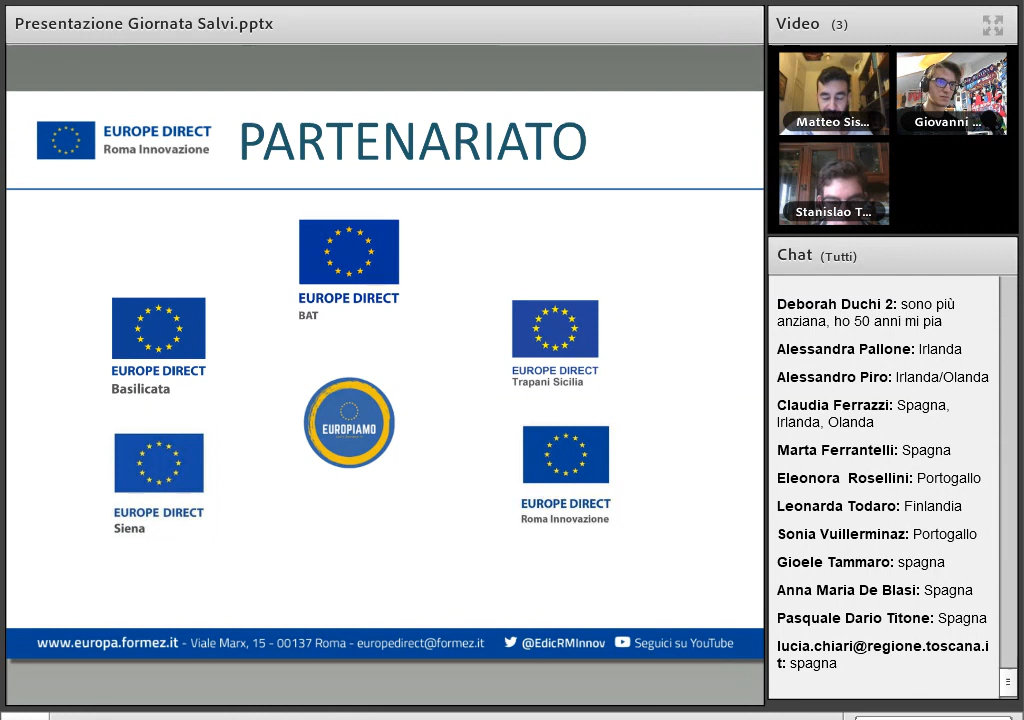 Presentazione Giornata Salvi.pptx
EUROPE DIRECT
Roma Innovazione
PARTENARIATO
EUROPE DIRECT
BAT
EUROPE DIRECT
Basilicata
EUROPE DIRECT
Trapani Sicilia
EUROPIAMO
EUROPE DIRECT
Siena
EUROPE DIRECT
Roma Innovazione
www.europa.formez.it - Viale Marx, 15 - 00137 Roma - europedirect@formez.it @EdicRMInnov Seguici su YouTube
Video (3)
Matteo Sis...
Giovanni ...
Stanislao T...
Chat (Tutti)
Deborah Duchi 2: sono più
anziana, ho 50 anni mi pia
Alessandra Pallone: Irlanda
Alessandro Piro: Irlanda/Olanda
Claudia Ferrazzi: Spagna,
Irlanda, Olanda
Marta Ferrantelli: Spagna
Eleonora Rosellini: Portogallo
Leonarda Todaro: Finlandia
Sonia Vuillerminaz: Portogallo
Gioele Tammaro: spagna
Anna Maria De Blasi: Spagna
Pasquale Dario Titone: Spagna
lucia.chiari@regione.toscana.i
t: spagna